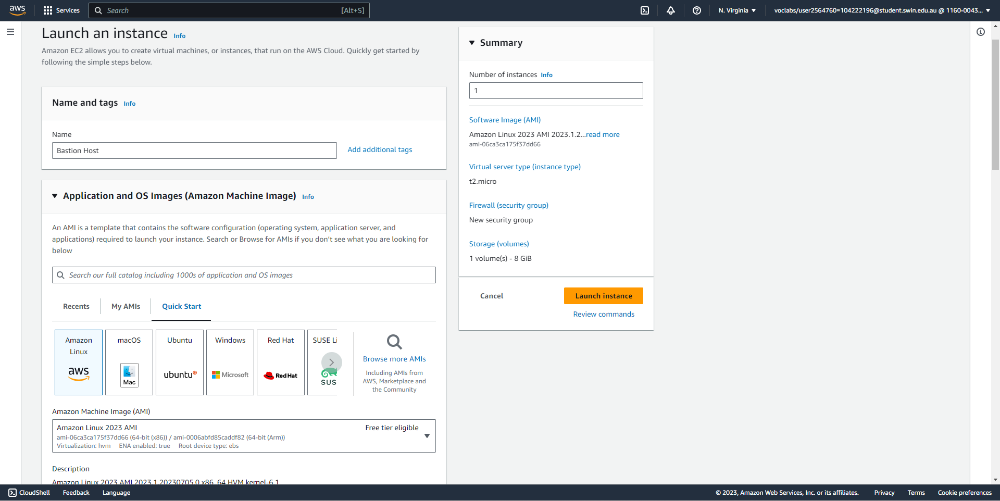 aws
Services
Search
[Alt+S]
N. Virginia
voclabs/user2564760=104222196@student.swin.edu.au @ 1160-0043...
Launch an instance Info
Amazon EC2 allows you to create virtual machines, or instances, that run on the AWS Cloud. Quickly get started by
following the simple steps below.
Name and tags Info
Name
Bastion Host
Add additional tags
Application and OS Images (Amazon Machine Image) Info
An AMI is a template that contains the software configuration (operating system, application server, and
applications) required to launch your instance. Search or Browse for AMIs if you don't see what you are looking for
below
Search our full catalog including 1000s of application and OS images
Recents
My AMIs
Quick Start
Amazon
Linux
aws
macOS
Mac
Ubuntu
ubuntu
Windows
Microsoft
Red Hat
RedHat
SUSE Li
SUS
Browse more AMIs
Including AMIs from
AWS, Marketplace and
the Community
Amazon Machine Image (AMI)
Amazon Linux 2023 AMI
Free tier eligible
ami-06ca3ca175f37dd66 (64-bit (x86)) / ami-0006abfd85caddf82 (64-bit (Arm))
Virtualization: hvm ENA enabled: true Root device type: ebs
Description
Amazon Linux 2023 AMI 2023.1.20230705.0 x86_64 HVM kernel-6.1
Summary
Number of instances Info
1
Software Image (AMI)
Amazon Linux 2023 AMI 2023.1.2...read more
ami-06ca3ca175f37dd66
Virtual server type (instance type)
t2.micro
Firewall (security group)
New security group
Storage (volumes)
1 volume(s) - 8 GiB
Cancel
Launch instance
Review commands
CloudShell
Feedback
Language
© 2023, Amazon Web Services, Inc. or its affiliates.
Privacy
Terms
Cookie preferences